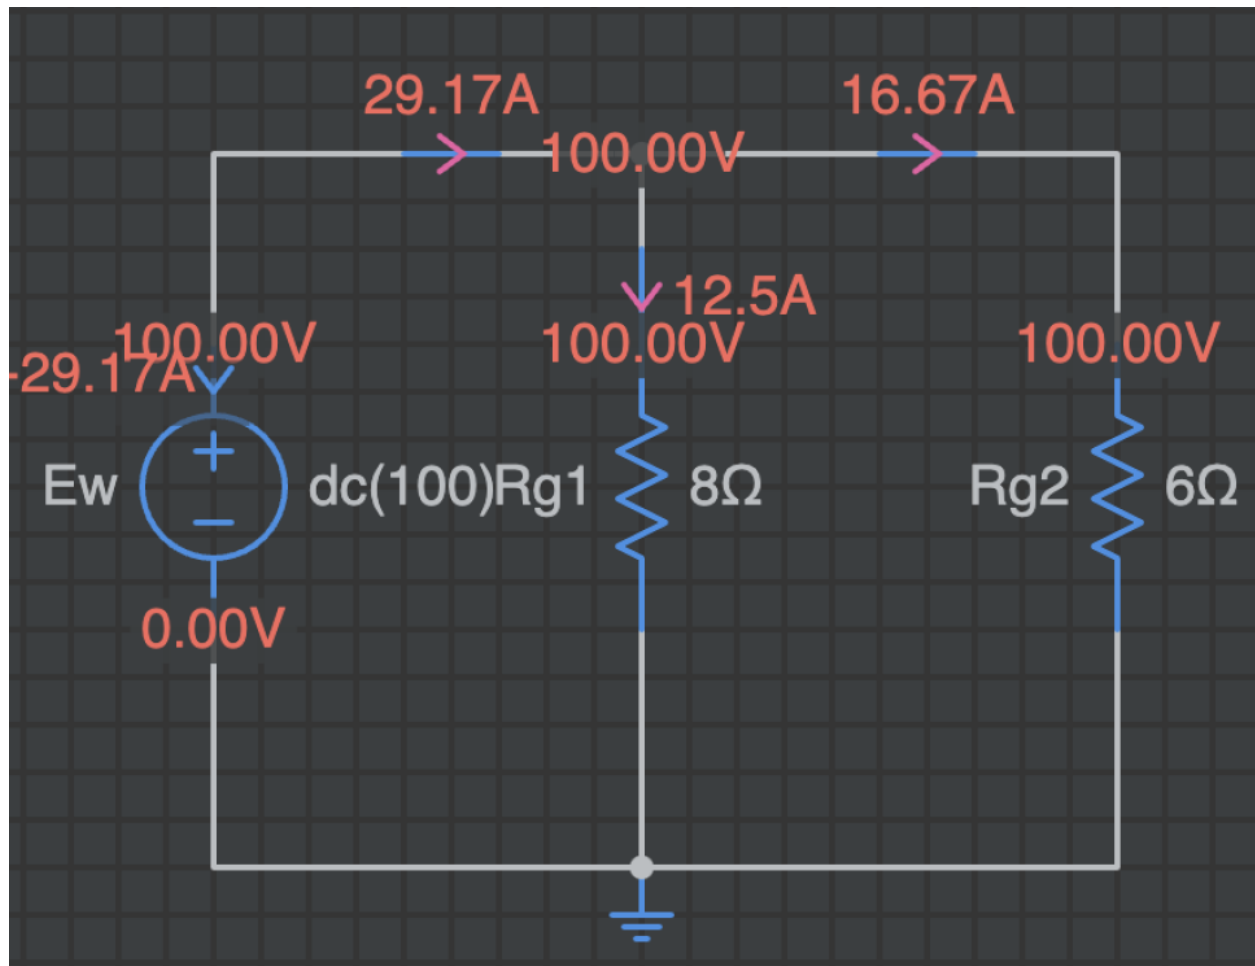 29.17A
16.67A
100.00V
12.5A
100.00V
100.00V
100.00V
-29.17A
Ew
dc(100)Rg1
8Ω
Rg2
6Ω
0.00V